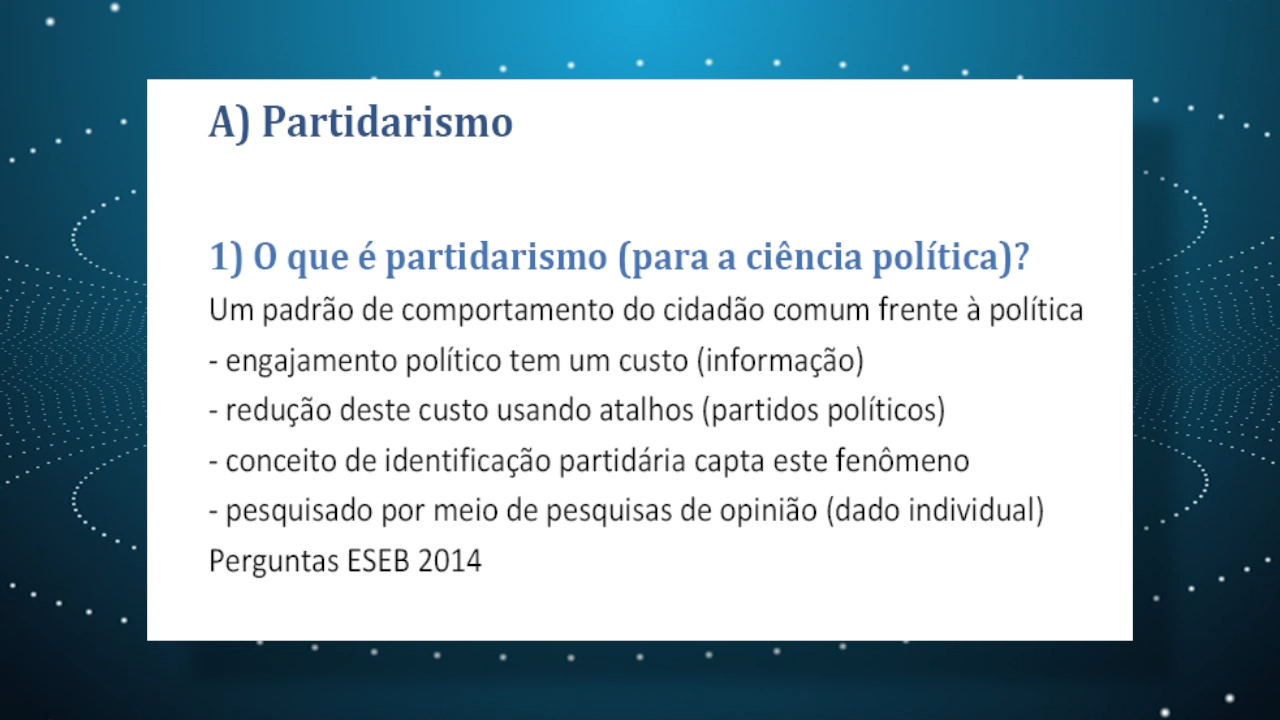 A) Partidarismo
1) O que é partidarismo (para a ciência política)?
Um padrão de comportamento do cidadão comum frente à política
- engajamento político tem um custo (informação)
- redução deste custo usando atalhos (partidos políticos)
- conceito de identificação partidária capta este fenômeno
- pesquisado por meio de pesquisas de opinião (dado individual)
Perguntas ESEB 2014